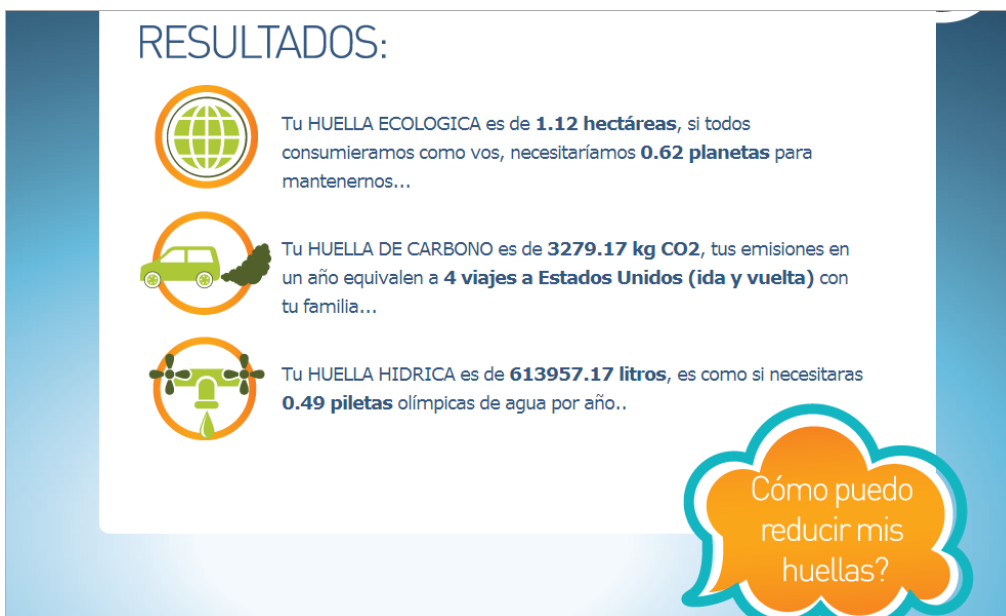 RESULTADOS:
Tu HUELLA ECOLOGICA es de 1.12 hectáreas, si todos
consumieramos como vos, necesitaríamos 0.62 planetas para
mantenernos...
Tu HUELLA DE CARBONO es de 3279.17 kg CO2, tus emisiones en
un año equivalen a 4 viajes a Estados Unidos (ida y vuelta) con
tu familia...
Tu HUELLA HIDRICA es de 613957.17 litros, es como si necesitaras
0.49 piletas olímpicas de agua por año..
Cómo puedo
reducir mis
huellas?